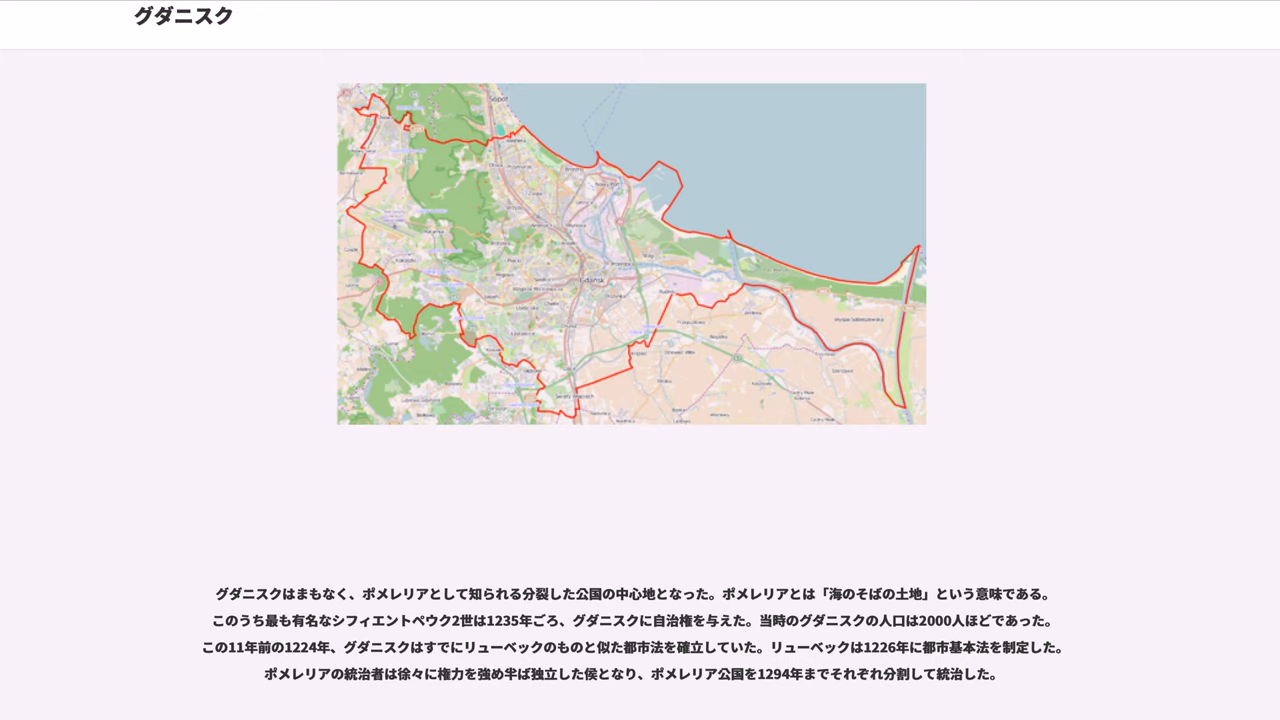 グダニスク
Sopot
Gdańsk
グダニスクはまもなく、ポメレリアとして知られる分裂した公国の中心地となった。ポメレリアとは「海のそばの土地」という意味である。
このうち最も有名なシフィエントペウク2世は1235年ごろ、グダニスクに自治権を与えた。当時のグダニスクの人口は2000人ほどであった。
この11年前の1224年、グダニスクはすでにリューベックのものと似た都市法を確立していた。リューベックは1226年に都市基本法を制定した。
ポメレリアの統治者は徐々に権力を強め半ば独立した侯となり、ポメレリア公国を1294年までそれぞれ分割して統治した。